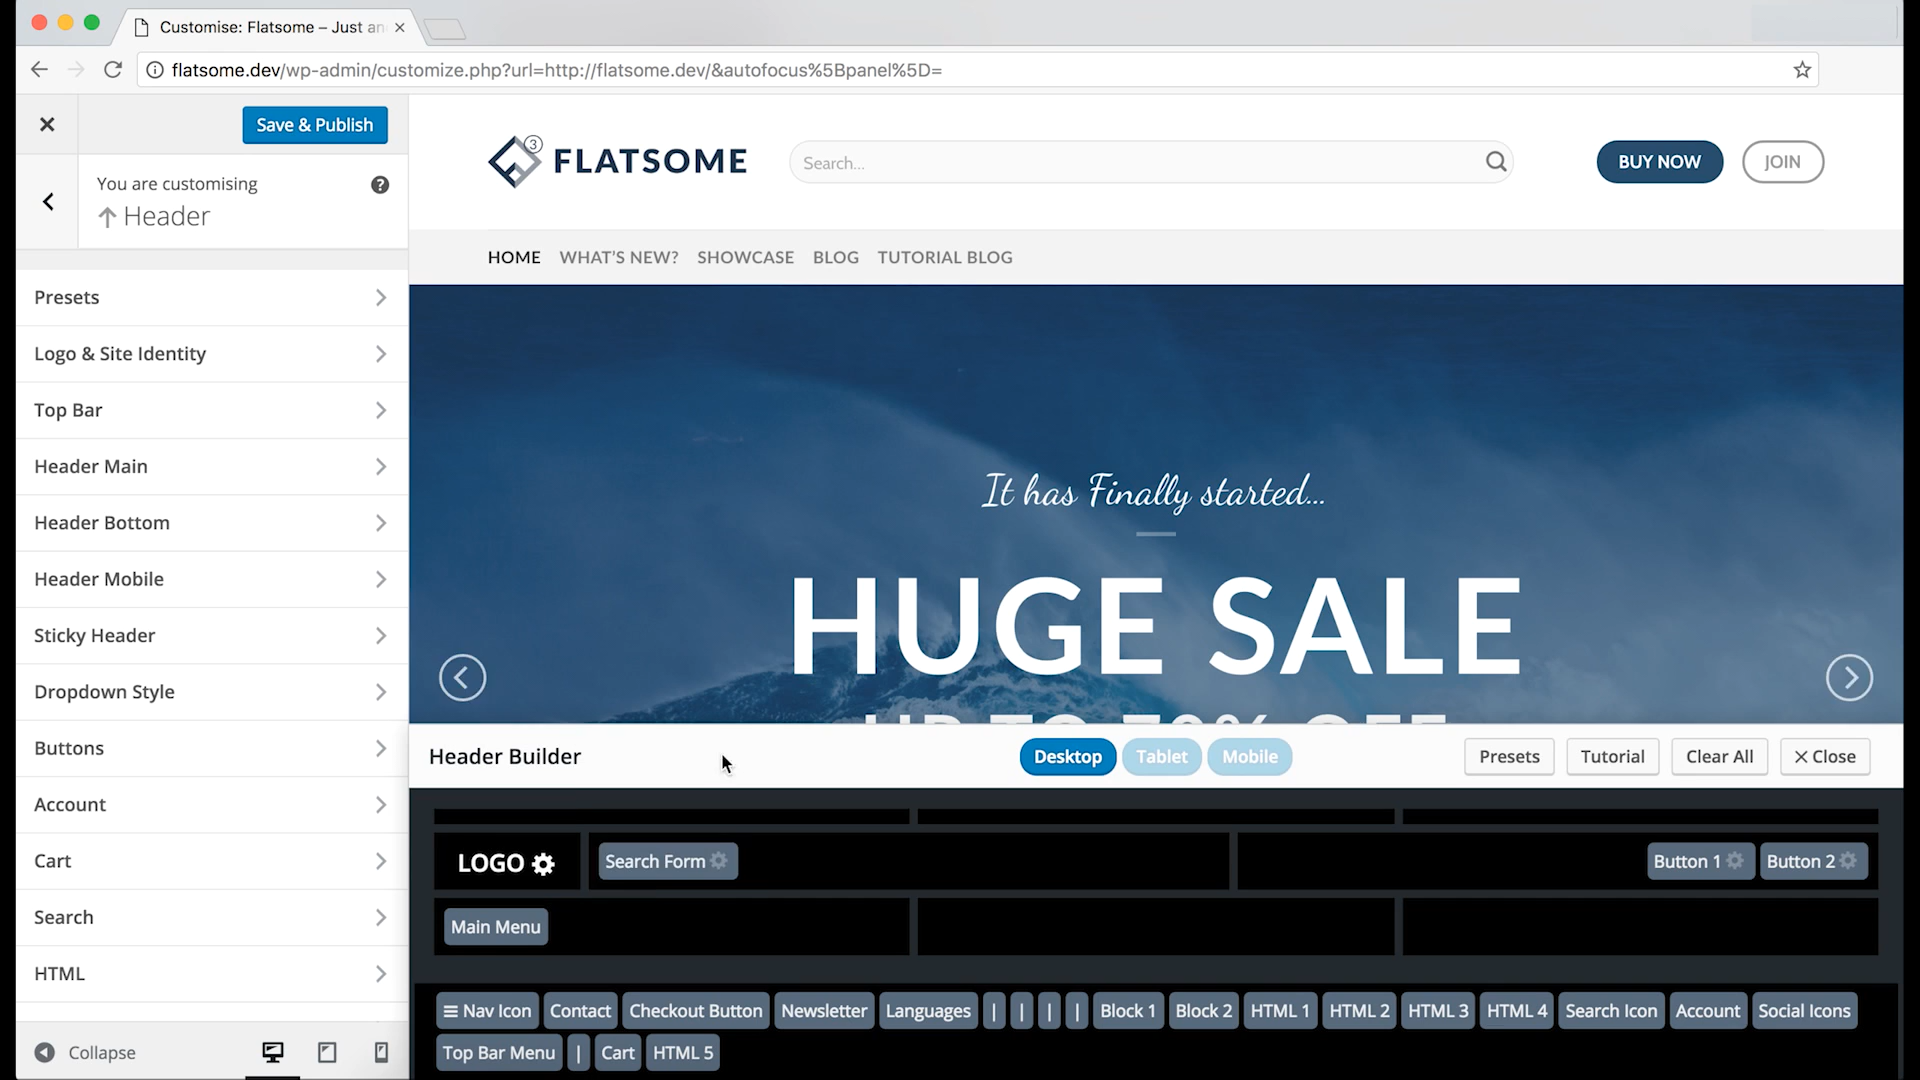 Customise: Flatsome – Just an
flatsome.dev/wp-admin/customize.php?url=http://flatsome.dev/&autofocus%5Bpanel%5D=
Save & Publish
You are customising
Header
Presets
Logo & Site Identity
Top Bar
Header Main
Header Bottom
Header Mobile
Sticky Header
Dropdown Style
Buttons
Account
Cart
Search
HTML
Collapse
3
FLATSOME
Search...
BUY NOW
JOIN
HOME WHAT'S NEW? SHOWCASE BLOG TUTORIAL BLOG
It has Finally started...
HUGE SALE
UP TO 70% OFF
Header Builder
Desktop Tablet Mobile
Presets Tutorial Clear All Close
LOGO Search Form Button 1 Button 2
Main Menu
Nav Icon Contact Checkout Button Newsletter Languages | | | | Block 1 Block 2 HTML 1 HTML 2 HTML 3 HTML 4 Search Icon Account Social Icons
Top Bar Menu | Cart HTML 5